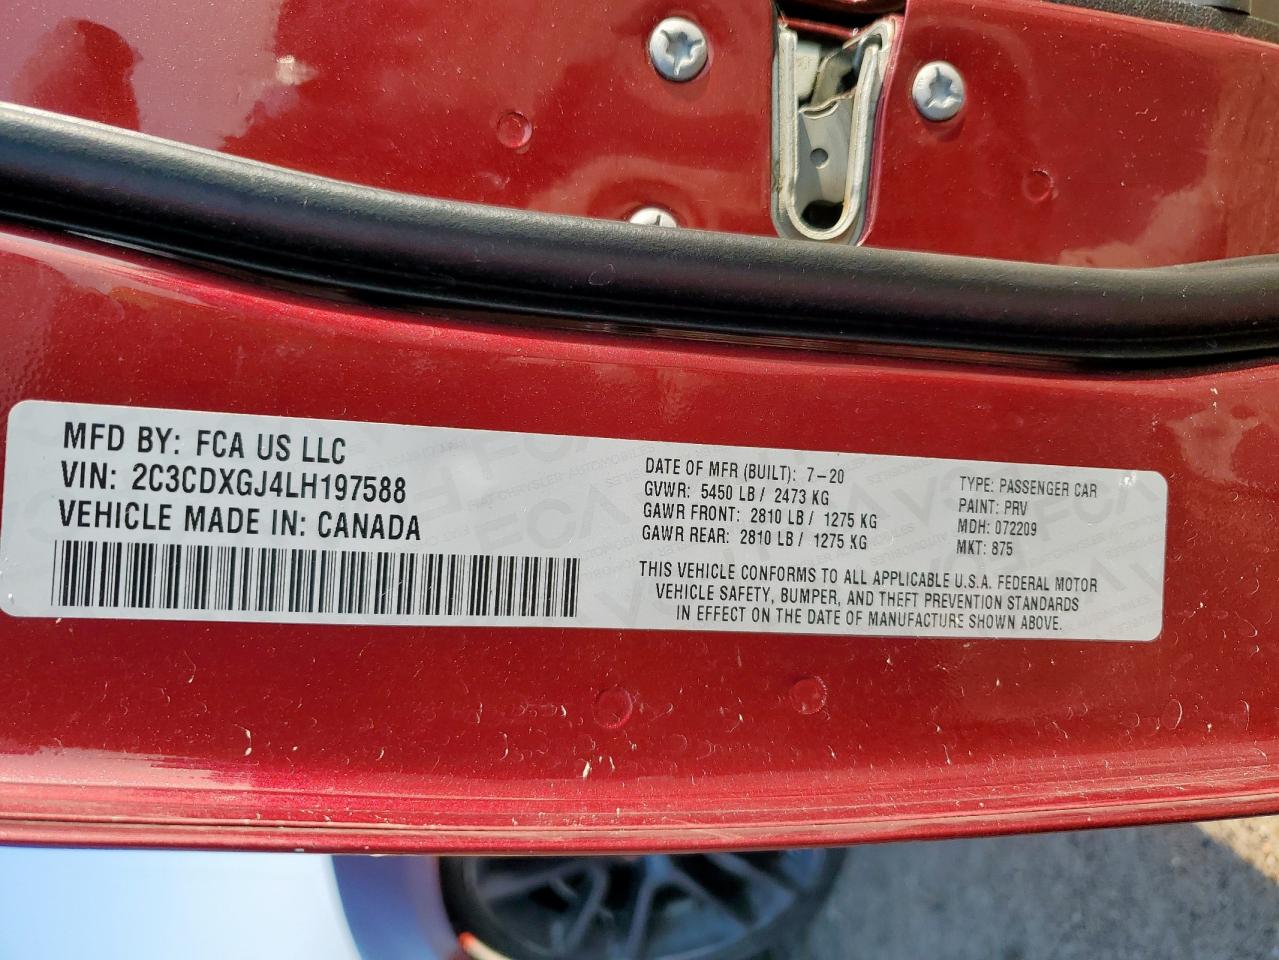 MFD BY: FCA US LLC
VIN: 2C3CDXGJ4LH197588
VEHICLE MADE IN: CANADA
DATE OF MFR (BUILT): 7-20
GVWR: 5450 LB / 2473 KG
GAWR FRONT: 2810 LB / 1275 KG
GAWR REAR: 2810 LB / 1275 KG
TYPE: PASSENGER CAR
PAINT: PRV
MDH: 072209
MKT: 875
THIS VEHICLE CONFORMS TO ALL APPLICABLE U.S.A. FEDERAL MOTOR
VEHICLE SAFETY, BUMPER, AND THEFT PREVENTION STANDARDS
IN EFFECT ON THE DATE OF MANUFACTURE SHOWN ABOVE.